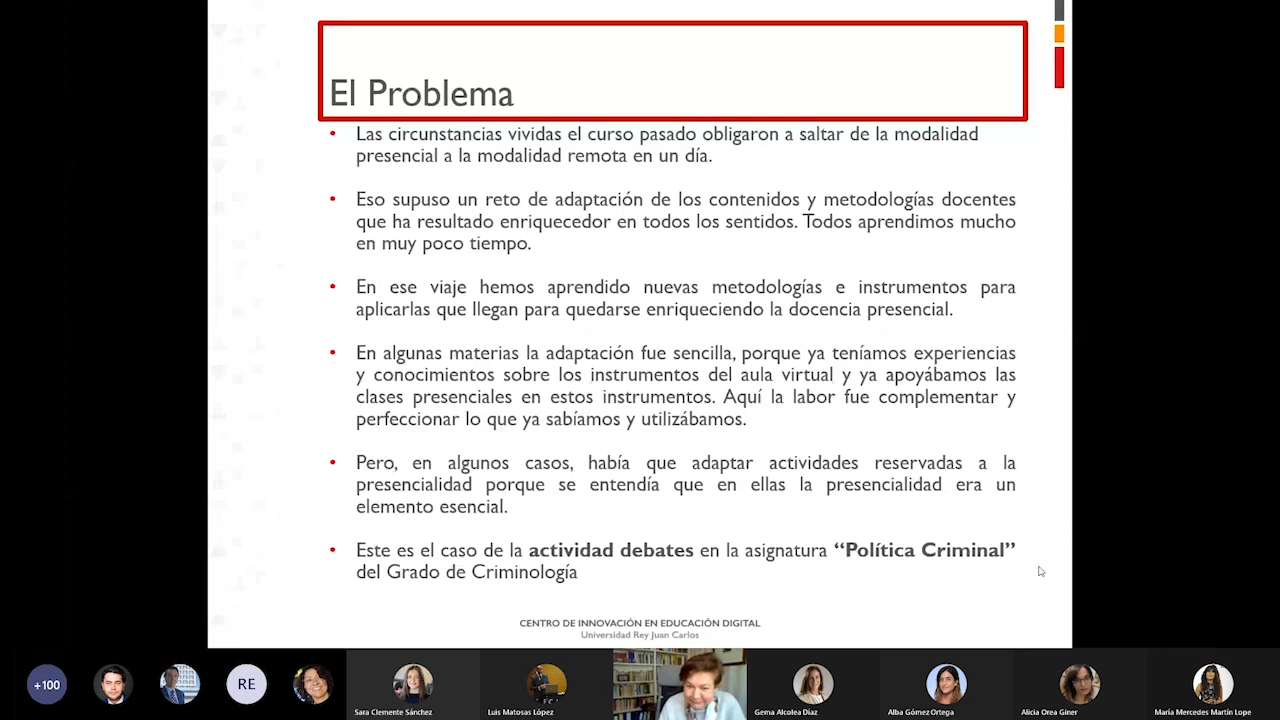 El Problema
• Las circunstancias vividas el curso pasado obligaron a saltar de la modalidad
presencial a la modalidad remota en un día.
• Eso supuso un reto de adaptación de los contenidos y metodologías docentes
que ha resultado enriquecedor en todos los sentidos. Todos aprendimos mucho
en muy poco tiempo.
• En ese viaje hemos aprendido nuevas metodologías e instrumentos para
aplicarlas que llegan para quedarse enriqueciendo la docencia presencial.
• En algunas materias la adaptación fue sencilla, porque ya teníamos experiencias
y conocimientos sobre los instrumentos del aula virtual y ya apoyábamos las
clases presenciales en estos instrumentos. Aquí la labor fue complementar y
perfeccionar lo que ya sabíamos y utilizábamos.
• Pero, en algunos casos, había que adaptar actividades reservadas a la
presencialidad porque se entendía que en ellas la presencialidad era un
elemento esencial.
• Este es el caso de la actividad debates en la asignatura “Política Criminal”
del Grado de Criminología
CENTRO DE INNOVACIÓN EN EDUCACIÓN DIGITAL
Universidad Rey Juan Carlos
+100
RE
Sara Clemente Sánchez
Luis Matosas López
Gema Alcolea Díaz
Alba Gómez Ortega
Alicia Orea Giner
María Mercedes Martín Lope